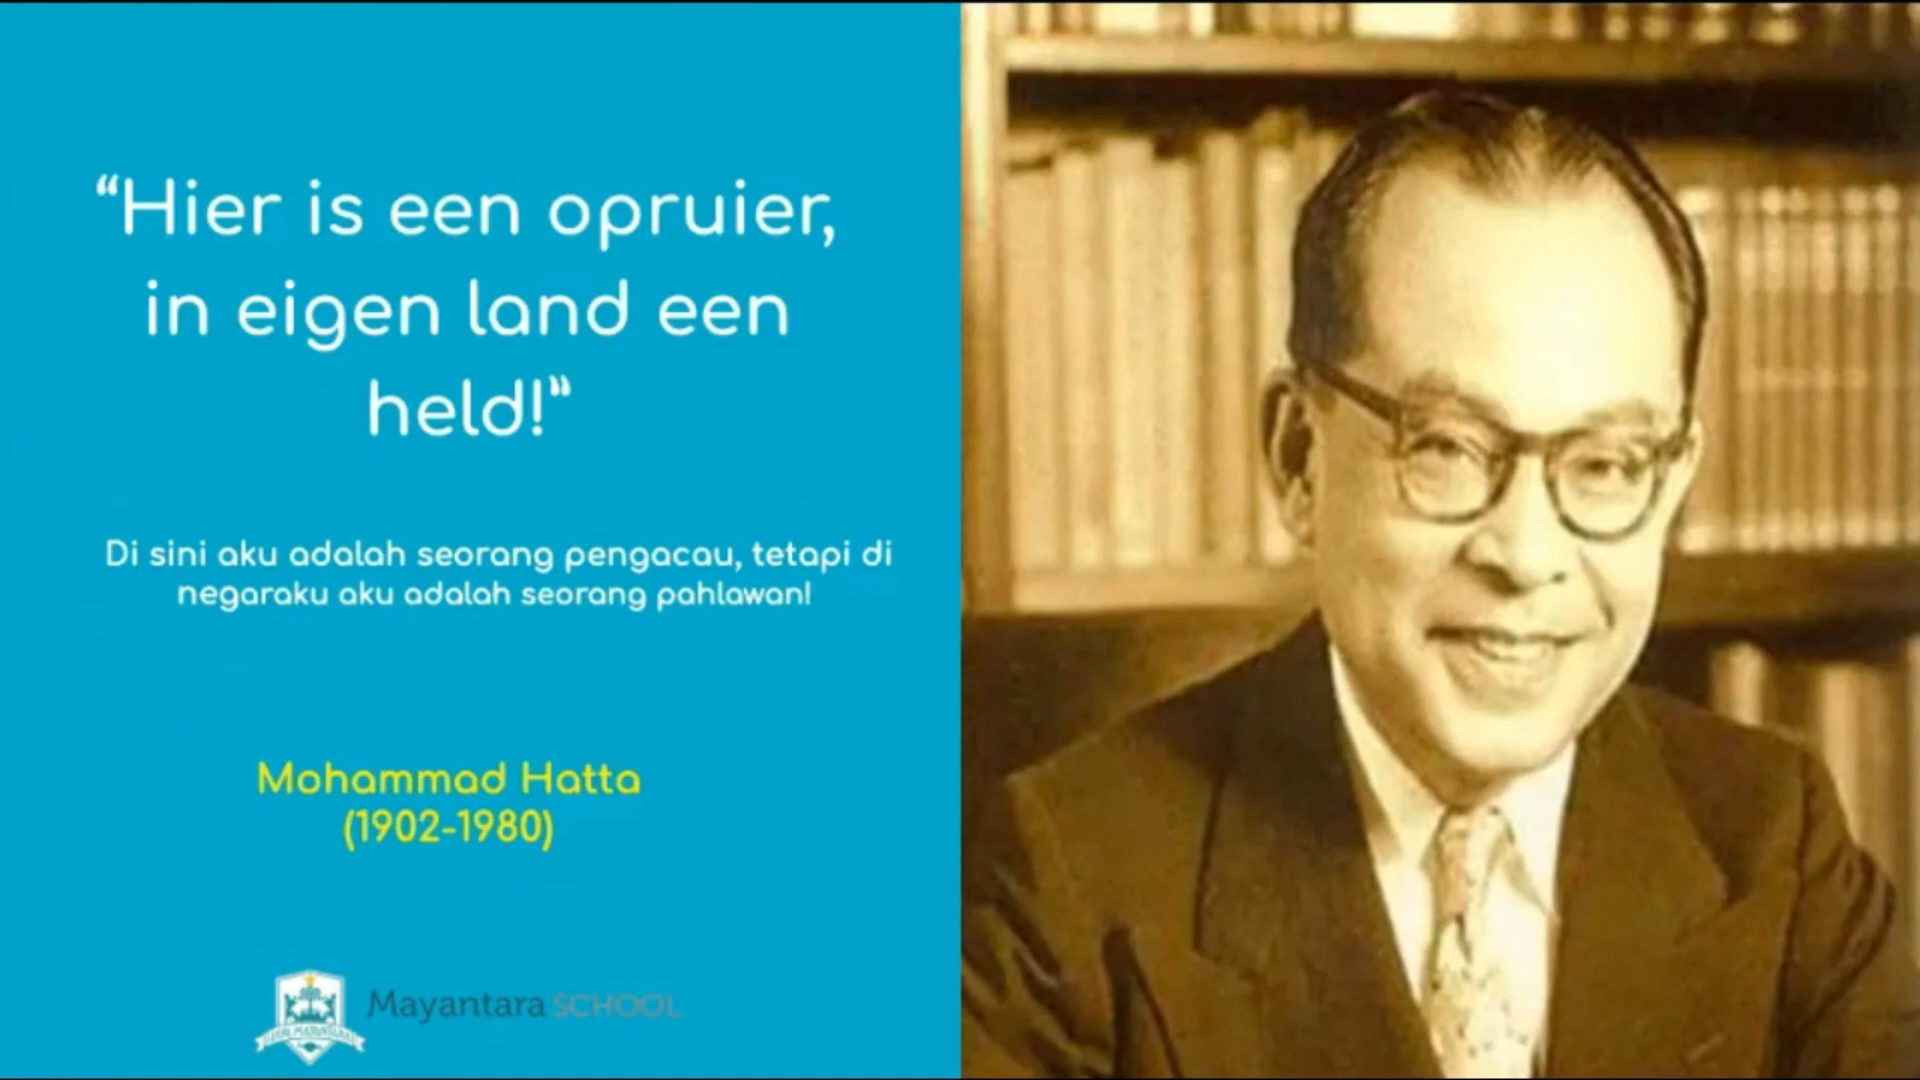 “Hier is een opruier,
in eigen land een
held!”
Di sini aku adalah seorang pengacau, tetapi di
negaraku aku adalah seorang pahlawan!
Mohammad Hatta
(1902-1980)
Mayantara SCHOOL